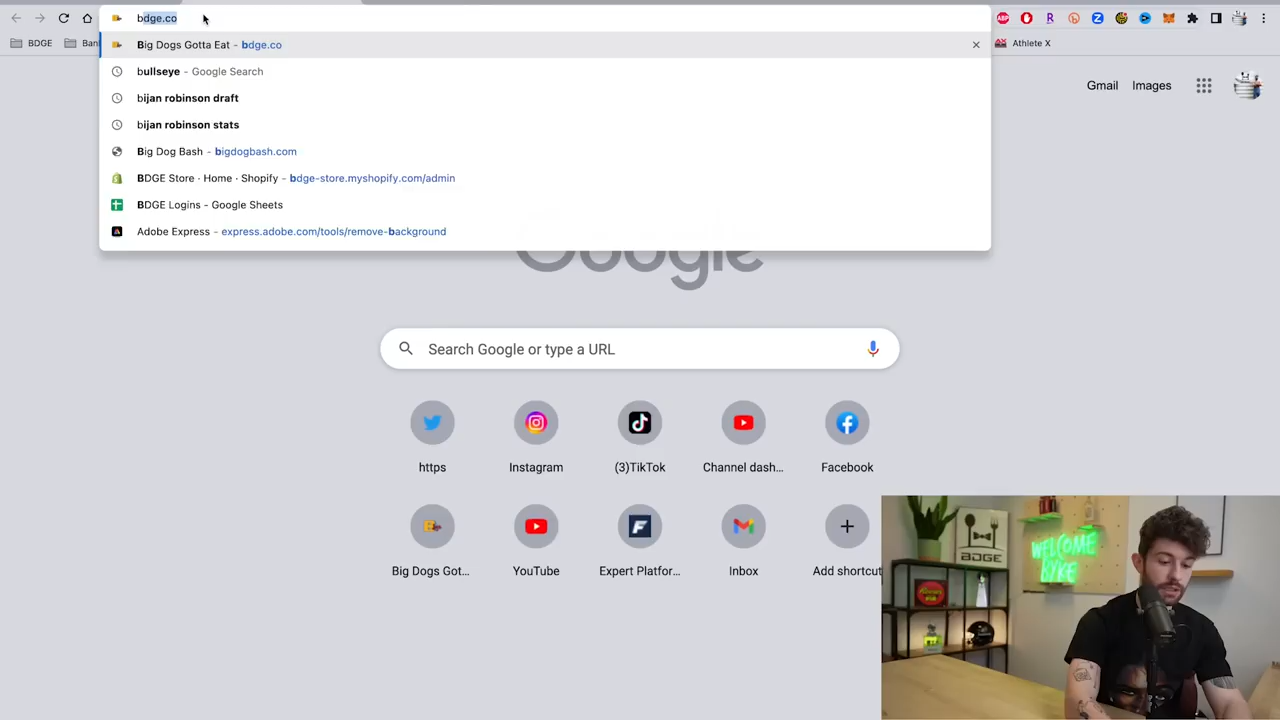 bdge.co
BDGE
Ban
Athlete X
Big Dogs Gotta Eat - bdge.co
bullseye - Google Search
bijan robinson draft
bijan robinson stats
Big Dog Bash - bigdogbash.com
BDGE Store · Home · Shopify - bdge-store.myshopify.com/admin
BDGE Logins - Google Sheets
Adobe Express - express.adobe.com/tools/remove-background
Gmail
Images
Google
Search Google or type a URL
https
Instagram
(3)TikTok
Channel dash...
Facebook
Big Dogs Got...
YouTube
Expert Platfor...
Inbox
Add shortcut
WELCOME
BYKE
BDGE